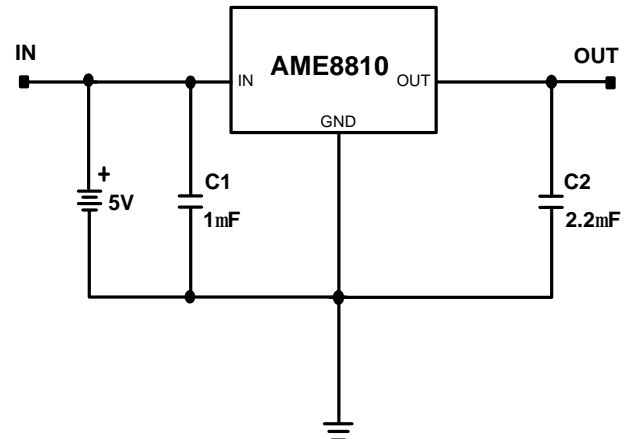 IN
AME8810
OUT
IN
OUT
GND
+
5V
C1
1mF
C2
2.2mF